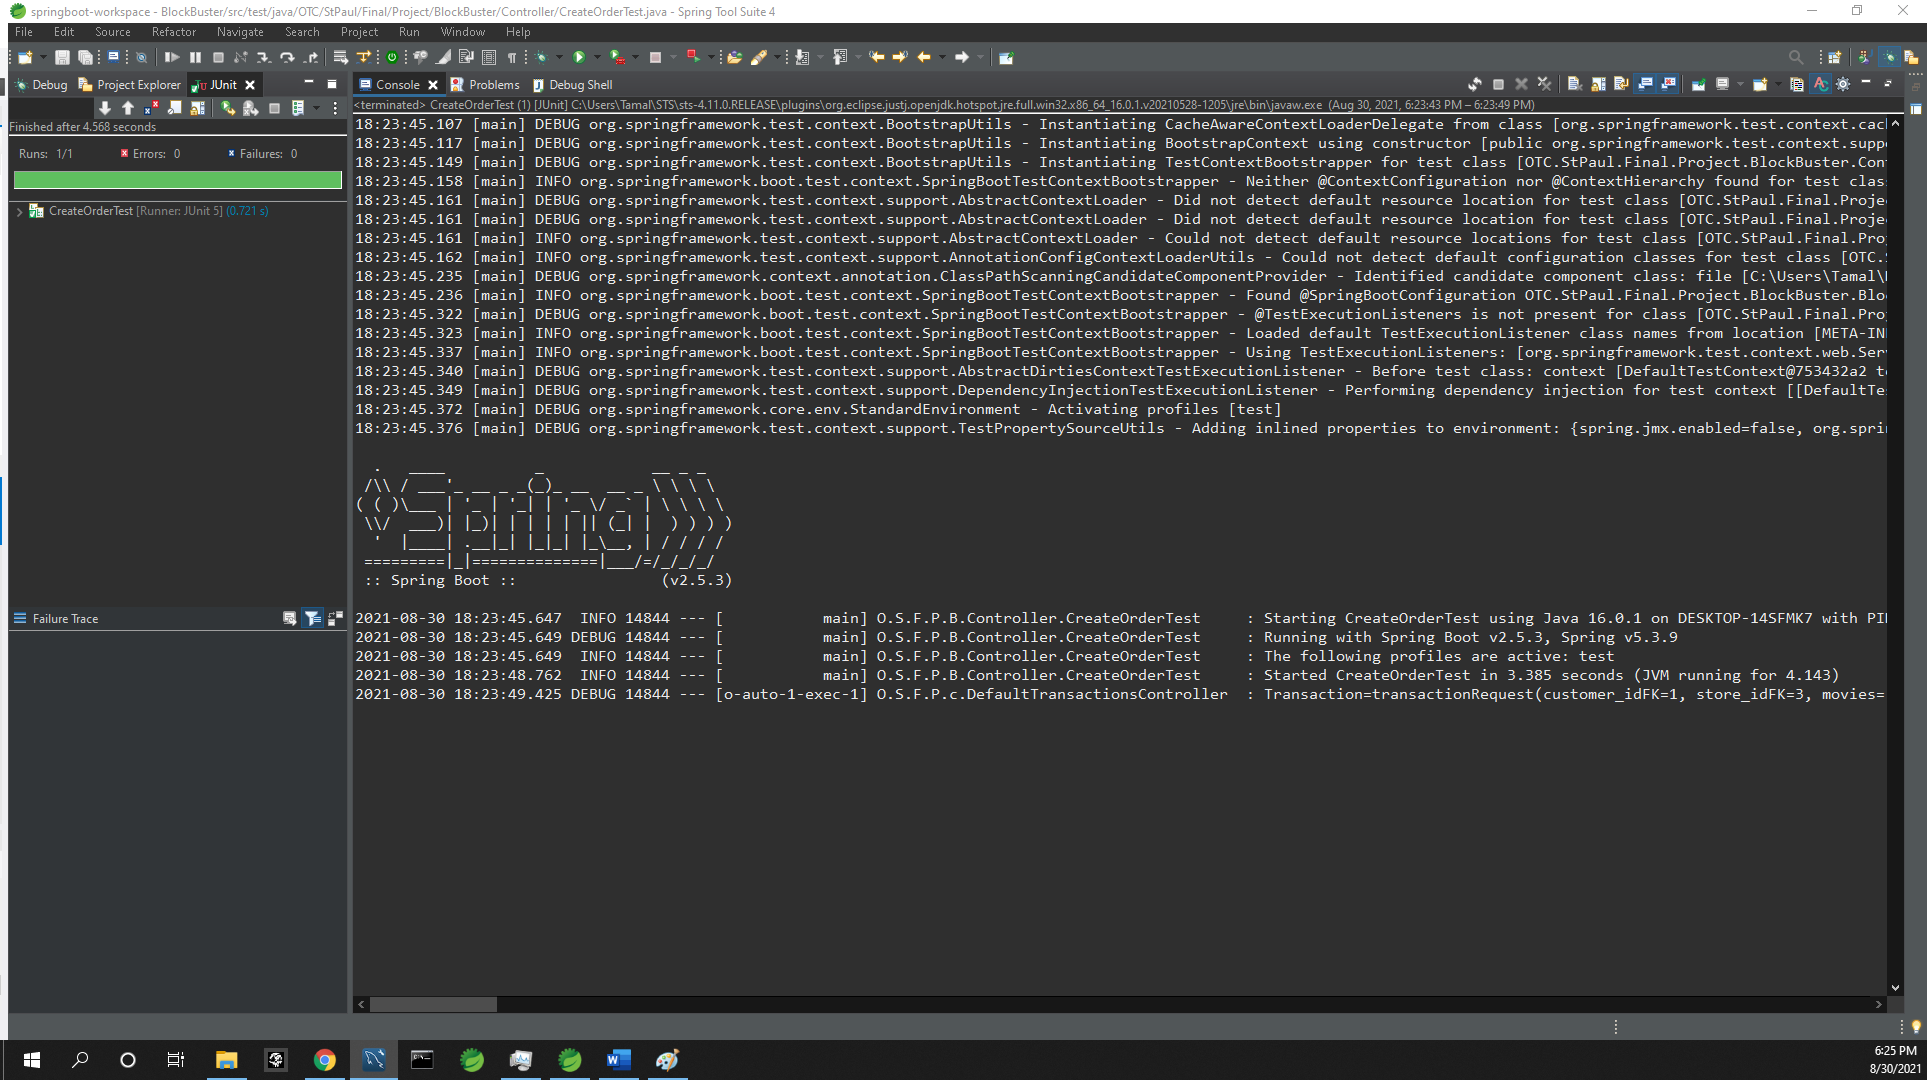 springboot-workspace - BlockBuster/src/test/java/OTC/StPaul/Final/Project/BlockBuster/Controller/CreateOrderTest.java - Spring Tool Suite 4
File Edit Source Refactor Navigate Search Project Run Window Help
Debug Project Explorer JUnit
Finished after 4.568 seconds
Runs: 1/1 Errors: 0 Failures: 0
CreateOrderTest [Runner: JUnit 5] (0.721 s)
Failure Trace
Console Problems Debug Shell
<terminated> CreateOrderTest (1) [JUnit] C:\Users\Tamal\STS\sts-4.11.0.RELEASE\plugins\org.eclipse.justj.openjdk.hotspot.jre.full.win32.x86_64_16.0.1.v20210528-1205\jre\bin\javaw.exe (Aug 30, 2021, 6:23:43 PM – 6:23:49 PM)
18:23:45.107 [main] DEBUG org.springframework.test.context.BootstrapUtils - Instantiating CacheAwareContextLoaderDelegate from class [org.springframework.test.context.cac
18:23:45.117 [main] DEBUG org.springframework.test.context.BootstrapUtils - Instantiating BootstrapContext using constructor [public org.springframework.test.context.supp
18:23:45.149 [main] DEBUG org.springframework.test.context.BootstrapUtils - Instantiating TestContextBootstrapper for test class [OTC.StPaul.Final.Project.BlockBuster.Con
18:23:45.158 [main] INFO org.springframework.boot.test.context.SpringBootTestContextBootstrapper - Neither @ContextConfiguration nor @ContextHierarchy found for test clas
18:23:45.161 [main] DEBUG org.springframework.test.context.support.AbstractContextLoader - Did not detect default resource location for test class [OTC.StPaul.Final.Proje
18:23:45.161 [main] DEBUG org.springframework.test.context.support.AbstractContextLoader - Did not detect default resource location for test class [OTC.StPaul.Final.Proje
18:23:45.161 [main] INFO org.springframework.test.context.support.AbstractContextLoader - Could not detect default resource locations for test class [OTC.StPaul.Final.Pro
18:23:45.162 [main] INFO org.springframework.test.context.support.AnnotationConfigContextLoaderUtils - Could not detect default configuration classes for test class [OTC.
18:23:45.235 [main] DEBUG org.springframework.context.annotation.ClassPathScanningCandidateComponentProvider - Identified candidate component class: file [C:\Users\Tamal\
18:23:45.236 [main] INFO org.springframework.boot.test.context.SpringBootTestContextBootstrapper - Found @SpringBootConfiguration OTC.StPaul.Final.Project.BlockBuster.Blo
18:23:45.322 [main] DEBUG org.springframework.boot.test.context.SpringBootTestContextBootstrapper - @TestExecutionListeners is not present for class [OTC.StPaul.Final.Pro
18:23:45.323 [main] INFO org.springframework.boot.test.context.SpringBootTestContextBootstrapper - Loaded default TestExecutionListener class names from location [META-IN
18:23:45.337 [main] INFO org.springframework.boot.test.context.SpringBootTestContextBootstrapper - Using TestExecutionListeners: [org.springframework.test.context.web.Ser
18:23:45.340 [main] DEBUG org.springframework.test.context.support.AbstractDirtiesContextTestExecutionListener - Before test class: context [DefaultTestContext@753432a2 te
18:23:45.349 [main] DEBUG org.springframework.test.context.support.DependencyInjectionTestExecutionListener - Performing dependency injection for test context [[DefaultTe
18:23:45.372 [main] DEBUG org.springframework.core.env.StandardEnvironment - Activating profiles [test]
18:23:45.376 [main] DEBUG org.springframework.test.context.support.TestPropertySourceUtils - Adding inlined properties to environment: {spring.jmx.enabled=false, org.spri
Spring
:: Spring Boot :: (v2.5.3)
2021-08-30 18:23:45.647 INFO 14844 --- [ main] O.S.F.P.B.Controller.CreateOrderTest : Starting CreateOrderTest using Java 16.0.1 on DESKTOP-14SFMK7 with PI
2021-08-30 18:23:45.649 DEBUG 14844 --- [ main] O.S.F.P.B.Controller.CreateOrderTest : Running with Spring Boot v2.5.3, Spring v5.3.9
2021-08-30 18:23:45.649 INFO 14844 --- [ main] O.S.F.P.B.Controller.CreateOrderTest : The following profiles are active: test
2021-08-30 18:23:48.762 INFO 14844 --- [ main] O.S.F.P.B.Controller.CreateOrderTest : Started CreateOrderTest in 3.385 seconds (JVM running for 4.143)
2021-08-30 18:23:49.425 DEBUG 14844 --- [o-auto-1-exec-1] O.S.F.P.c.DefaultTransactionsController : Transaction=transactionRequest(customer_idFK=1, store_idFK=3, movies=
6:25 PM
8/30/2021